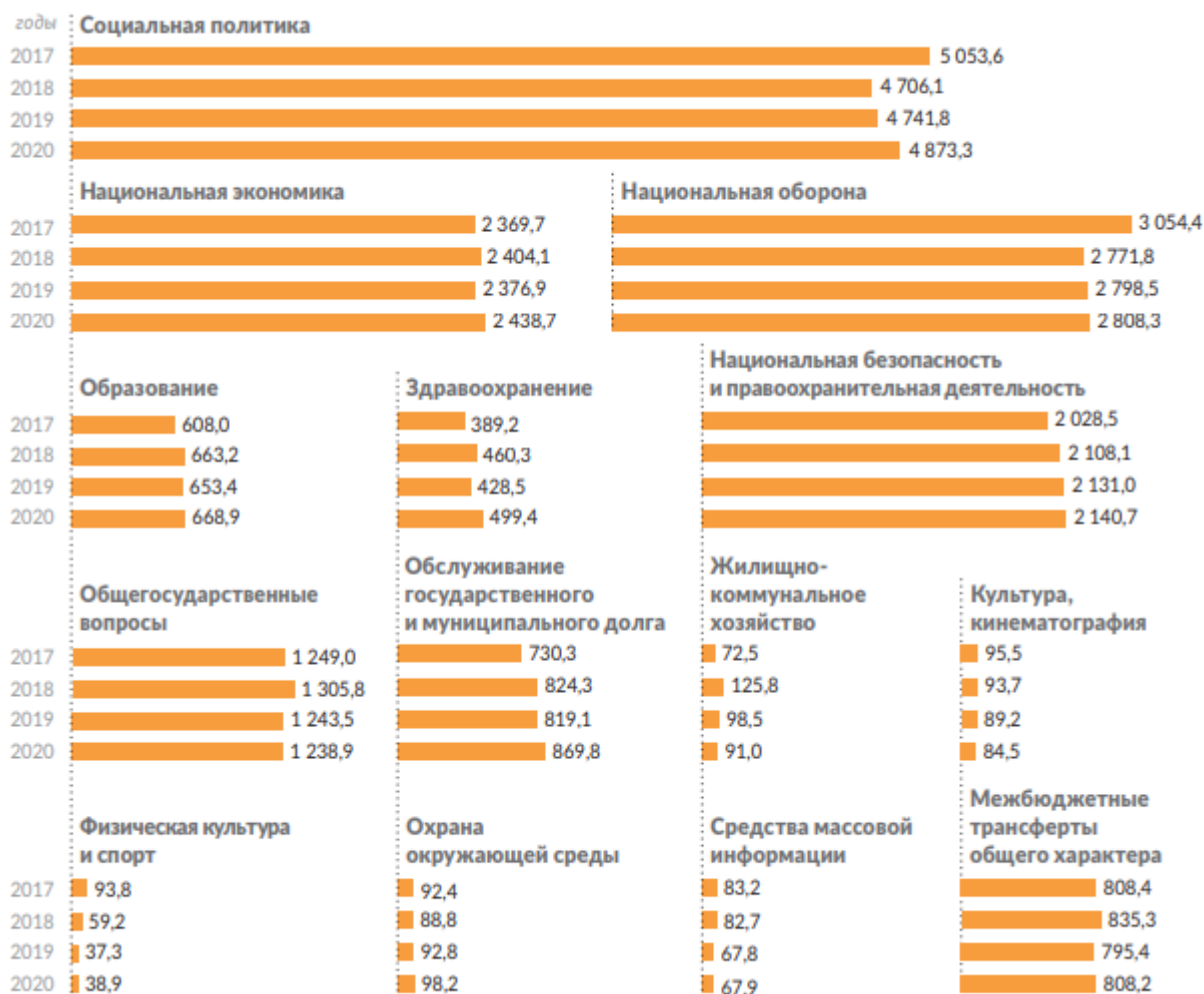 годы Социальная политика
2017 5 053,6
2018 4 706,1
2019 4 741,8
2020 4 873,3
Национальная экономика Национальная оборона
2017 2 369,7 3 054,4
2018 2 404,1 2 771,8
2019 2 376,9 2 798,5
2020 2 438,7 2 808,3
Национальная безопасность
Образование Здравоохранение и правоохранительная деятельность
2017 608,0 389,2 2 028,5
2018 663,2 460,3 2 108,1
2019 653,4 428,5 2 131,0
2020 668,9 499,4 2 140,7
Обслуживание Жилищно-
Общегосударственные государственного коммунальное Культура,
вопросы и муниципального долга хозяйство кинематография
2017 1 249,0 730,3 72,5 95,5
2018 1 305,8 824,3 125,8 93,7
2019 1 243,5 819,1 98,5 89,2
2020 1 238,9 869,8 91,0 84,5
Межбюджетные
Физическая культура Охрана Средства массовой трансферты
и спорт окружающей среды информации общего характера
2017 93,8 92,4 83,2 808,4
2018 59,2 88,8 82,7 835,3
2019 37,3 92,8 67,8 795,4
2020 38,9 98,2 67,9 808,2